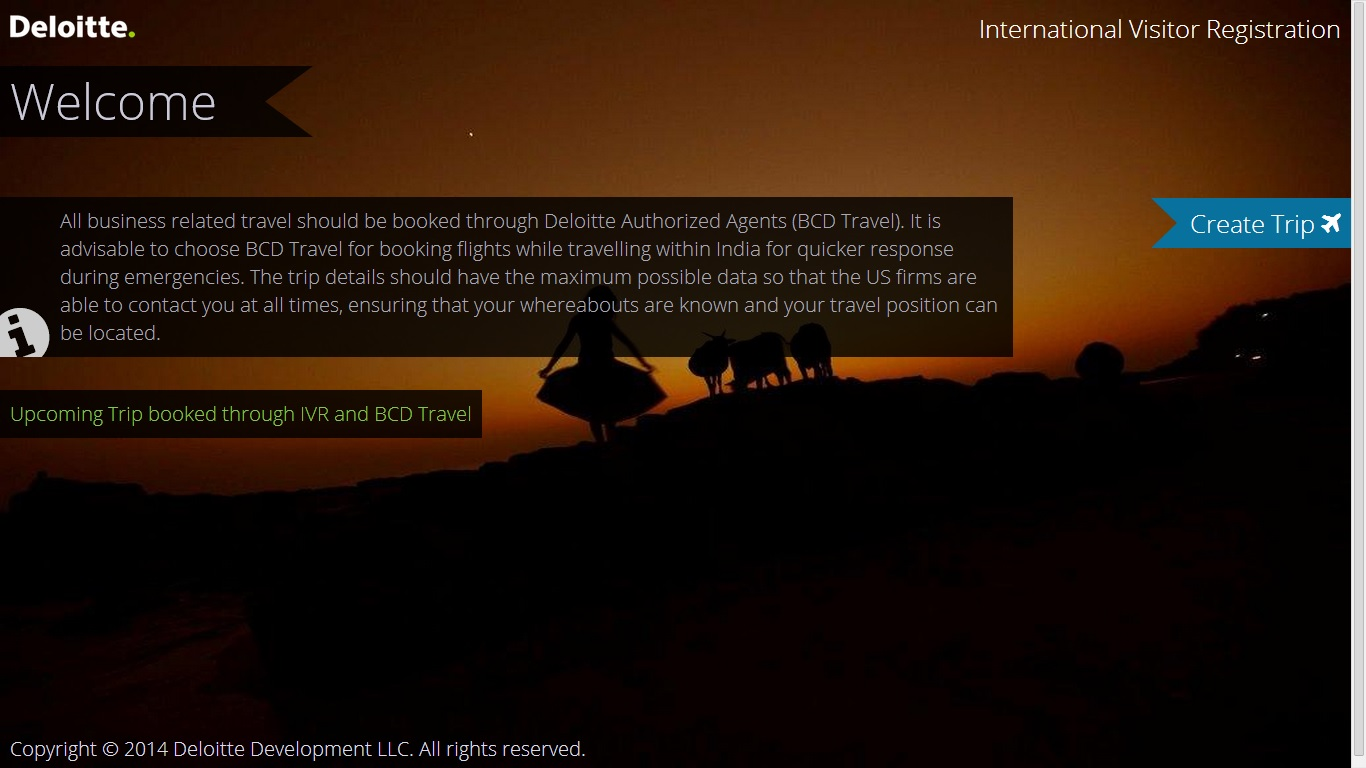 Deloitte.
International Visitor Registration
Welcome
All business related travel should be booked through Deloitte Authorized Agents (BCD Travel). It is
advisable to choose BCD Travel for booking flights while travelling within India for quicker response
during emergencies. The trip details should have the maximum possible data so that the US firms are
able to contact you at all times, ensuring that your whereabouts are known and your travel position can
be located.
Create Trip
Upcoming Trip booked through IVR and BCD Travel
Copyright © 2014 Deloitte Development LLC. All rights reserved.